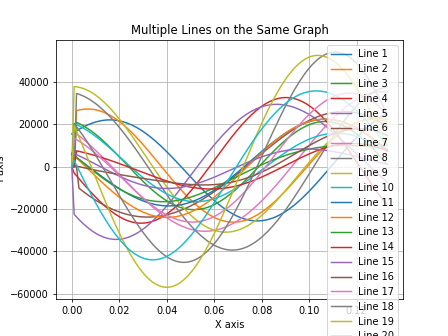 Multiple Lines on the Same Graph
40000
20000
0
−20000
−40000
−60000
0.00
0.02
0.04
0.06
0.08
0.10
X axis
Line 1
Line 2
Line 3
Line 4
Line 5
Line 6
Line 7
Line 8
Line 9
Line 10
Line 11
Line 12
Line 13
Line 14
Line 15
Line 16
Line 17
Line 18
Line 19
Line 20